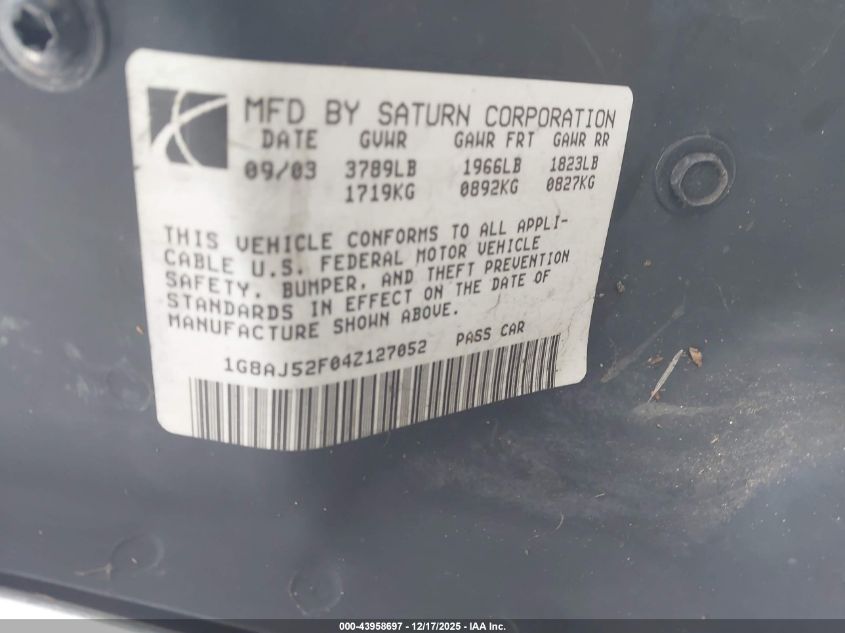 MFD BY SATURN CORPORATION
DATE GVWR GAWR FRT GAWR RR
09/03 3789LB 1966LB 1823LB
1719KG 0892KG 0827KG
THIS VEHICLE CONFORMS TO ALL APPLI-
CABLE U.S. FEDERAL MOTOR VEHICLE
SAFETY, BUMPER, AND THEFT PREVENTION
STANDARDS IN EFFECT ON THE DATE OF
MANUFACTURE SHOWN ABOVE.
1G8AJ52F04Z127052 PASS CAR
000-43958697 - 12/17/2025 - IAA Inc.